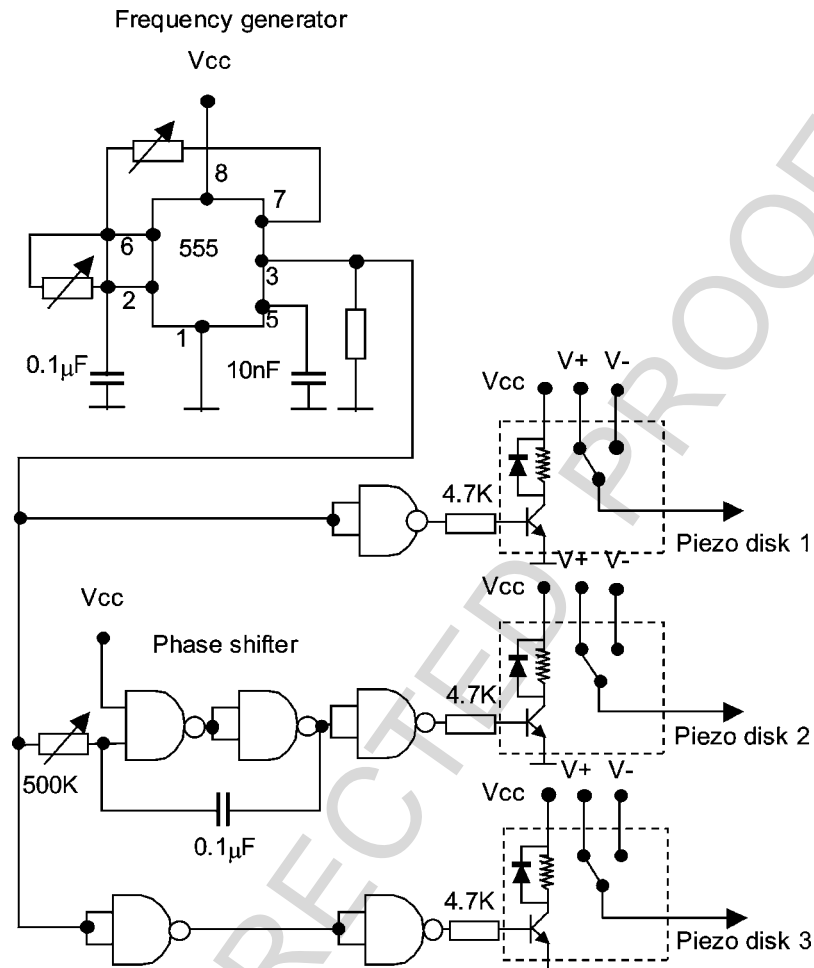 Frequency generator
Vcc
8
7
6
555
3
2
5
1
0.1μF
10nF
Vcc
V+
V-
4.7K
Piezo disk 1
Vcc
V+
V-
Vcc
Phase shifter
4.7K
500K
Piezo disk 2
0.1μF
Vcc
V+
V-
4.7K
Piezo disk 3
RECTED PROOF